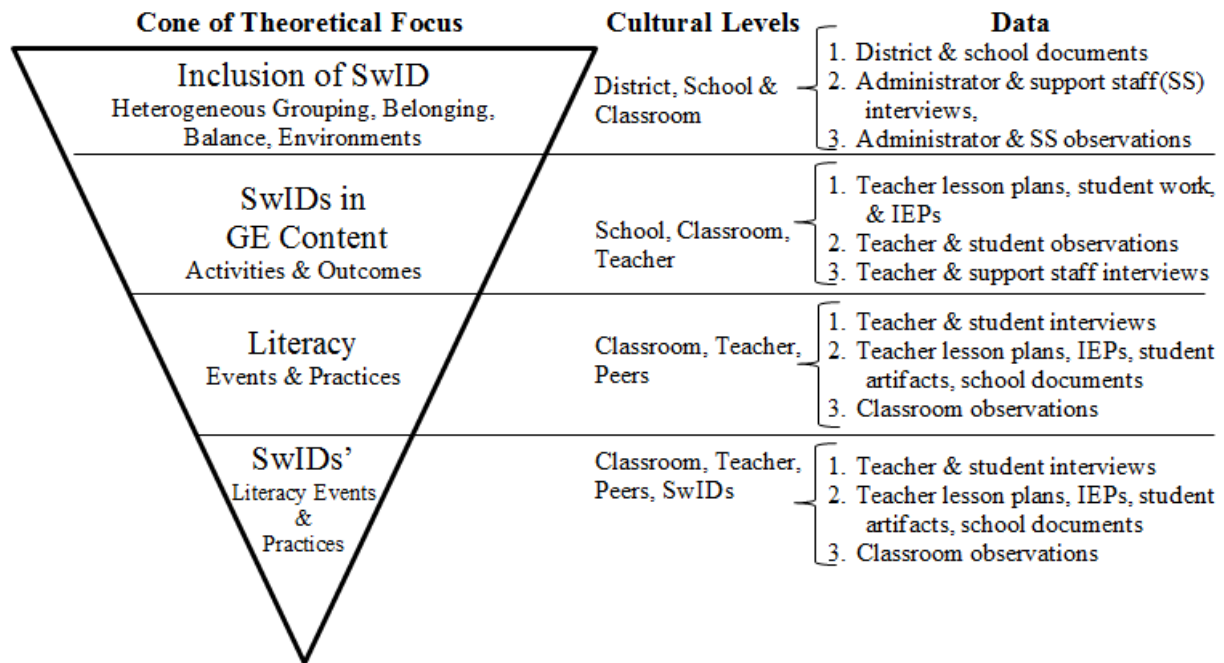 Cone of Theoretical Focus
Cultural Levels
Data
Inclusion of SwID
Heterogeneous Grouping, Belonging,
Balance, Environments
District, School &
Classroom
1. District & school documents
2. Administrator & support staff(SS)
interviews,
3. Administrator & SS observations
SwIDs in
GE Content
Activities & Outcomes
School, Classroom,
Teacher
1. Teacher lesson plans, student work,
& IEPs
2. Teacher & student observations
3. Teacher & support staff interviews
Literacy
Events & Practices
Classroom, Teacher,
Peers
1. Teacher & student interviews
2. Teacher lesson plans, IEPs, student
artifacts, school documents
3. Classroom observations
SwIDs’
Literacy Events
&
Practices
Classroom, Teacher,
Peers, SwIDs
1. Teacher & student interviews
2. Teacher lesson plans, IEPs, student
artifacts, school documents
3. Classroom observations